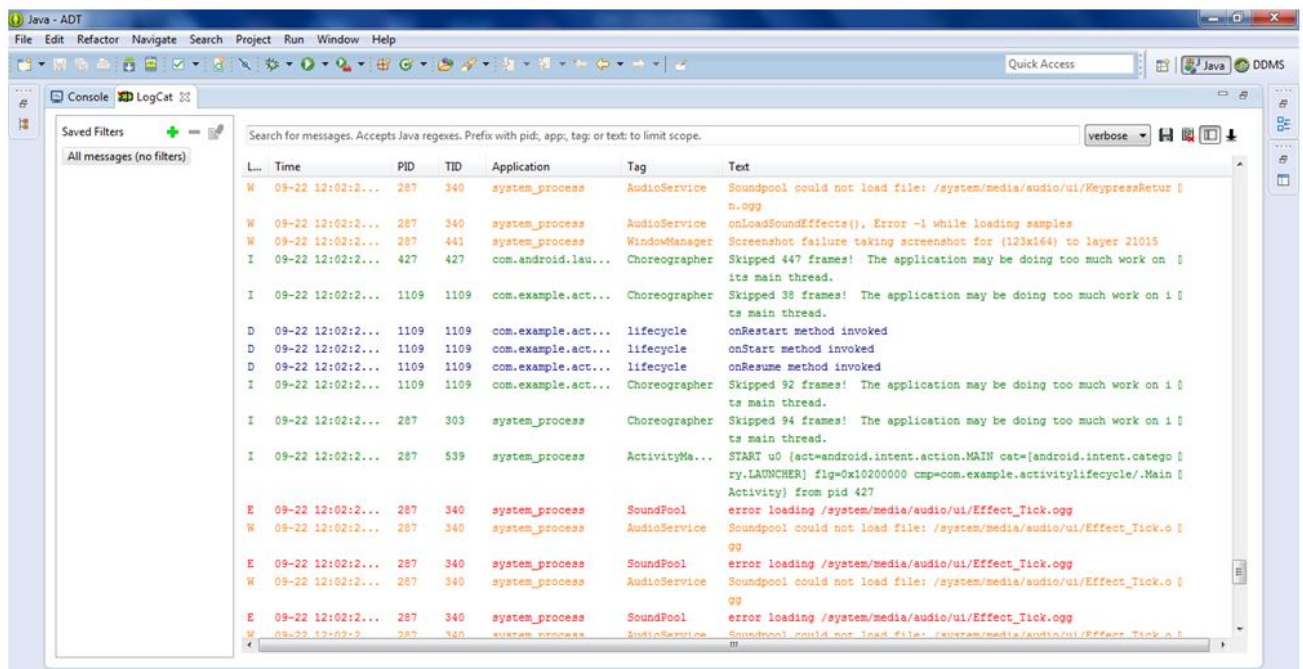 Java - ADT
File Edit Refactor Navigate Search Project Run Window Help
Quick Access Java DDMS
Console LogCat
Saved Filters
All messages (no filters)
Search for messages. Accepts Java regexes. Prefix with pid:, app:, tag: or text: to limit scope.
verbose
L... Time PID TID Application Tag Text
W 09-22 12:02:2... 287 340 system_process AudioService Soundpool could not load file: /system/media/audio/ui/KeypressRetur
n.ogg
W 09-22 12:02:2... 287 340 system_process AudioService onLoadSoundEffects(), Error -1 while loading samples
W 09-22 12:02:2... 287 441 system_process WindowManager Screenshot failure taking screenshot for (123x164) to layer 21015
I 09-22 12:02:2... 427 427 com.android.lau... Choreographer Skipped 447 frames! The application may be doing too much work on
its main thread.
I 09-22 12:02:2... 1109 1109 com.example.act... Choreographer Skipped 38 frames! The application may be doing too much work on i
ts main thread.
D 09-22 12:02:2... 1109 1109 com.example.act... lifecycle onRestart method invoked
D 09-22 12:02:2... 1109 1109 com.example.act... lifecycle onStart method invoked
D 09-22 12:02:2... 1109 1109 com.example.act... lifecycle onResume method invoked
I 09-22 12:02:2... 1109 1109 com.example.act... Choreographer Skipped 92 frames! The application may be doing too much work on i
ts main thread.
I 09-22 12:02:2... 287 303 system_process Choreographer Skipped 94 frames! The application may be doing too much work on i
ts main thread.
I 09-22 12:02:2... 287 539 system_process ActivityMa... START u0 {act=android.intent.action.MAIN cat=[android.intent.catego
ry.LAUNCHER] flg=0x10200000 cmp=com.example.activitylifecycle/.Main
Activity} from pid 427
E 09-22 12:02:2... 287 340 system_process SoundPool error loading /system/media/audio/ui/Effect_Tick.ogg
W 09-22 12:02:2... 287 340 system_process AudioService Soundpool could not load file: /system/media/audio/ui/Effect_Tick.o
gg
E 09-22 12:02:2... 287 340 system_process SoundPool error loading /system/media/audio/ui/Effect_Tick.ogg
W 09-22 12:02:2... 287 340 system_process AudioService Soundpool could not load file: /system/media/audio/ui/Effect_Tick.o
gg
E 09-22 12:02:2... 287 340 system_process SoundPool error loading /system/media/audio/ui/Effect_Tick.ogg
W 09-22 12:02:2 287 340 system_process AudioService Soundpool could not load file: /system/media/audio/ui/Effect_Tick.o